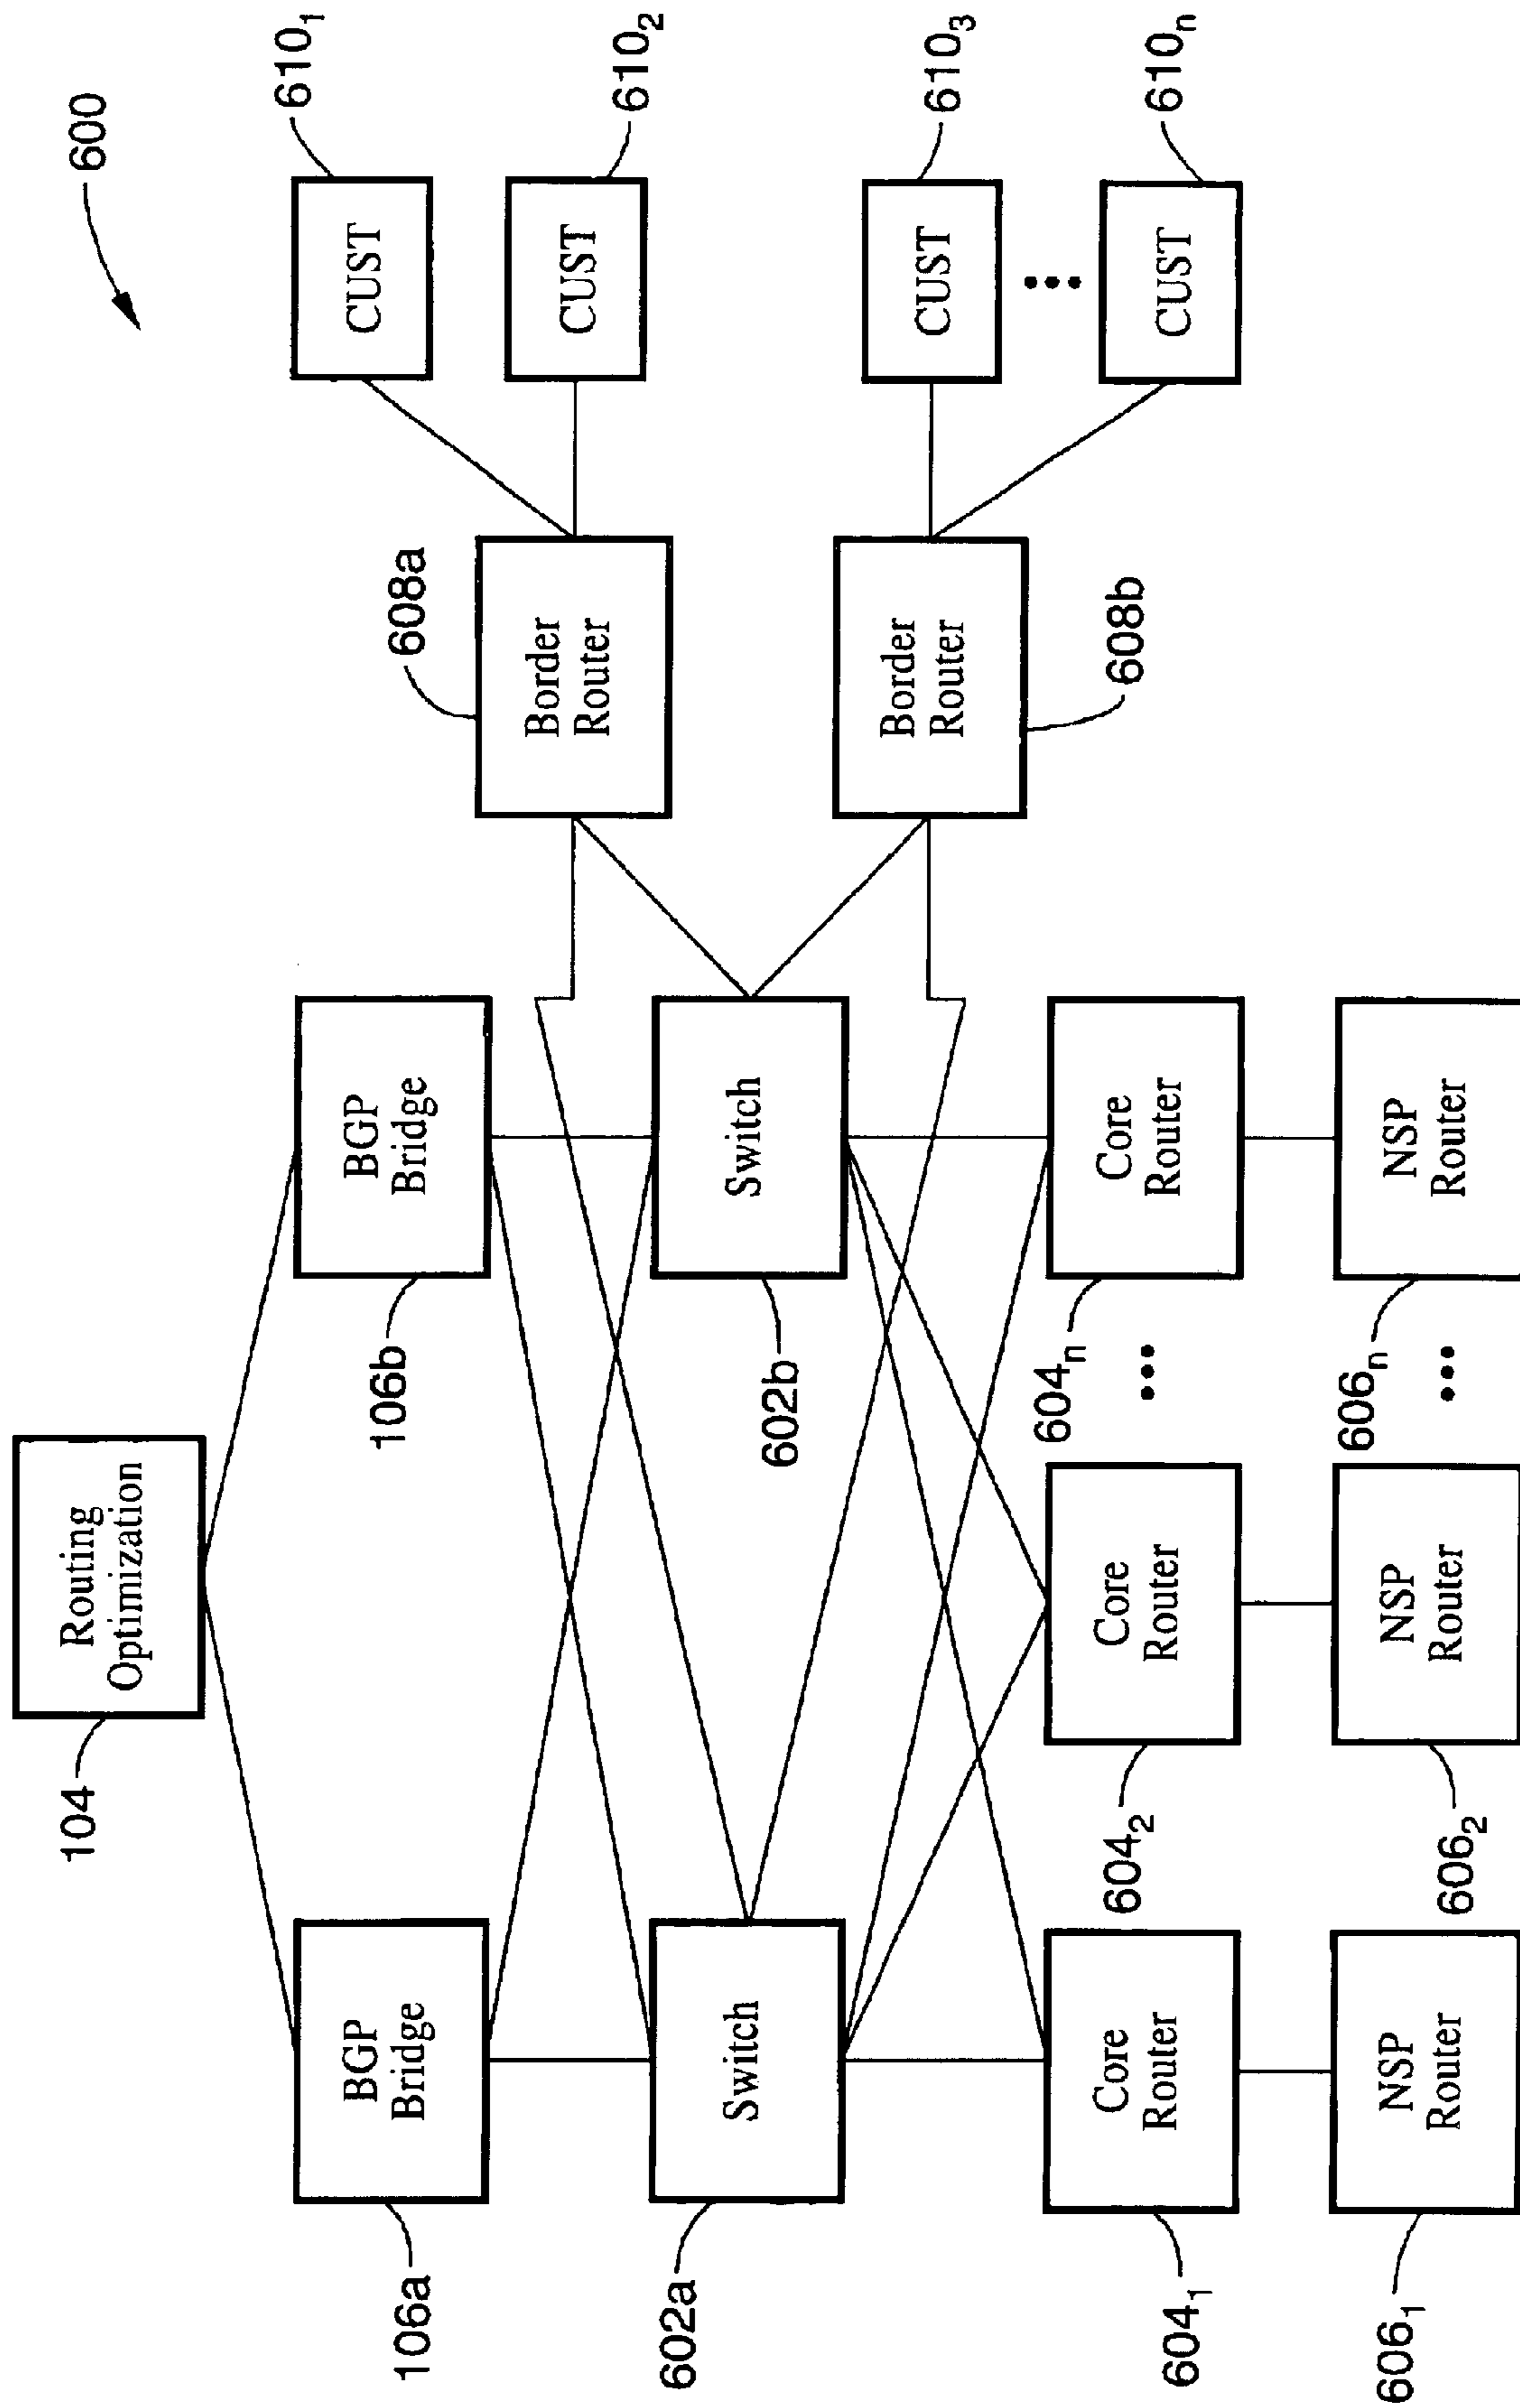 104
Routing
Optimization
600
106a
BGP
Bridge
106b
BGP
Bridge
CUST
610₁
608a
Border
Router
CUST
610₂
602a
Switch
602b
Switch
Border
Router
608b
CUST
610₃
...
CUST
610ₙ
604₁
Core
Router
604₂
Core
Router
...
604ₙ
Core
Router
606₁
NSP
Router
606₂
NSP
Router
...
606ₙ
NSP
Router